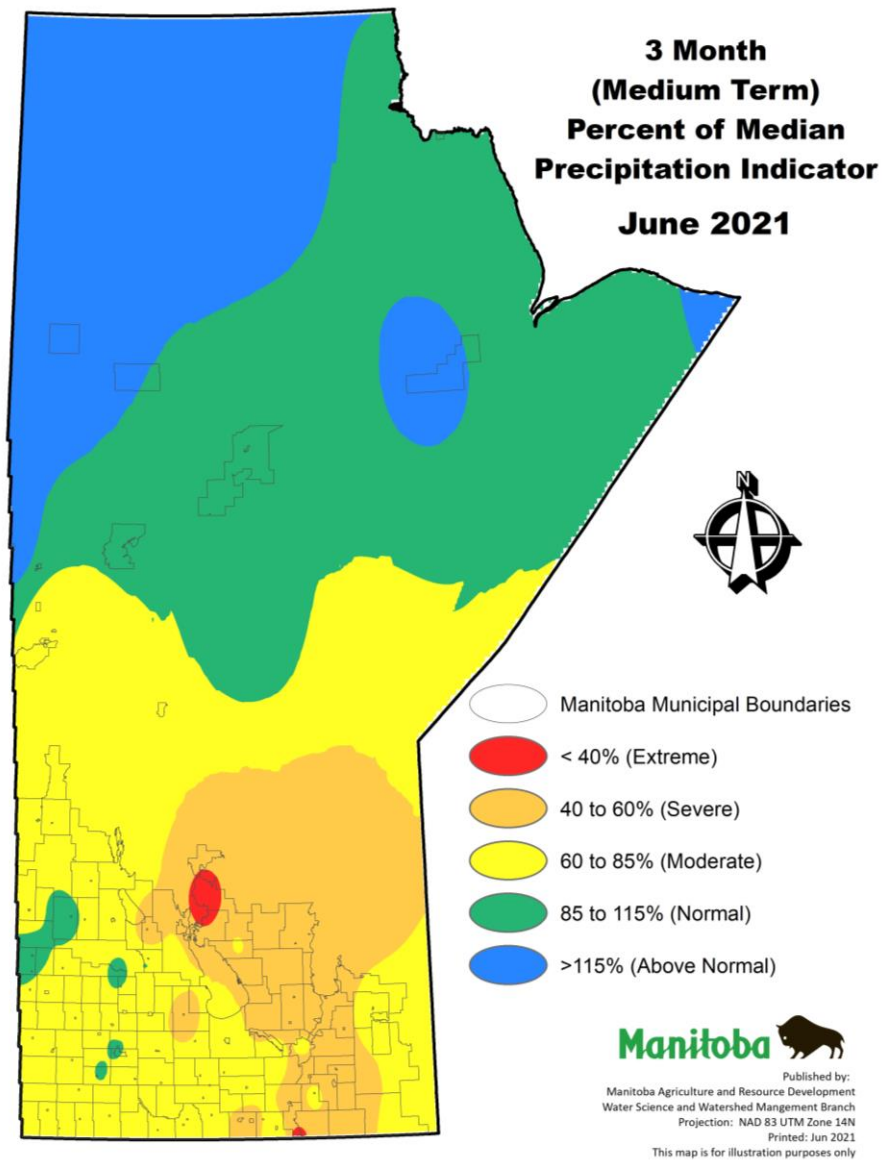 3 Month
(Medium Term)
Percent of Median
Precipitation Indicator
June 2021
N
Manitoba Municipal Boundaries
< 40% (Extreme)
40 to 60% (Severe)
60 to 85% (Moderate)
85 to 115% (Normal)
>115% (Above Normal)
Manitoba
Published by:
Manitoba Agriculture and Resource Development
Water Science and Watershed Mangement Branch
Projection: NAD 83 UTM Zone 14N
Printed: Jun 2021
This map is for illustration purposes only